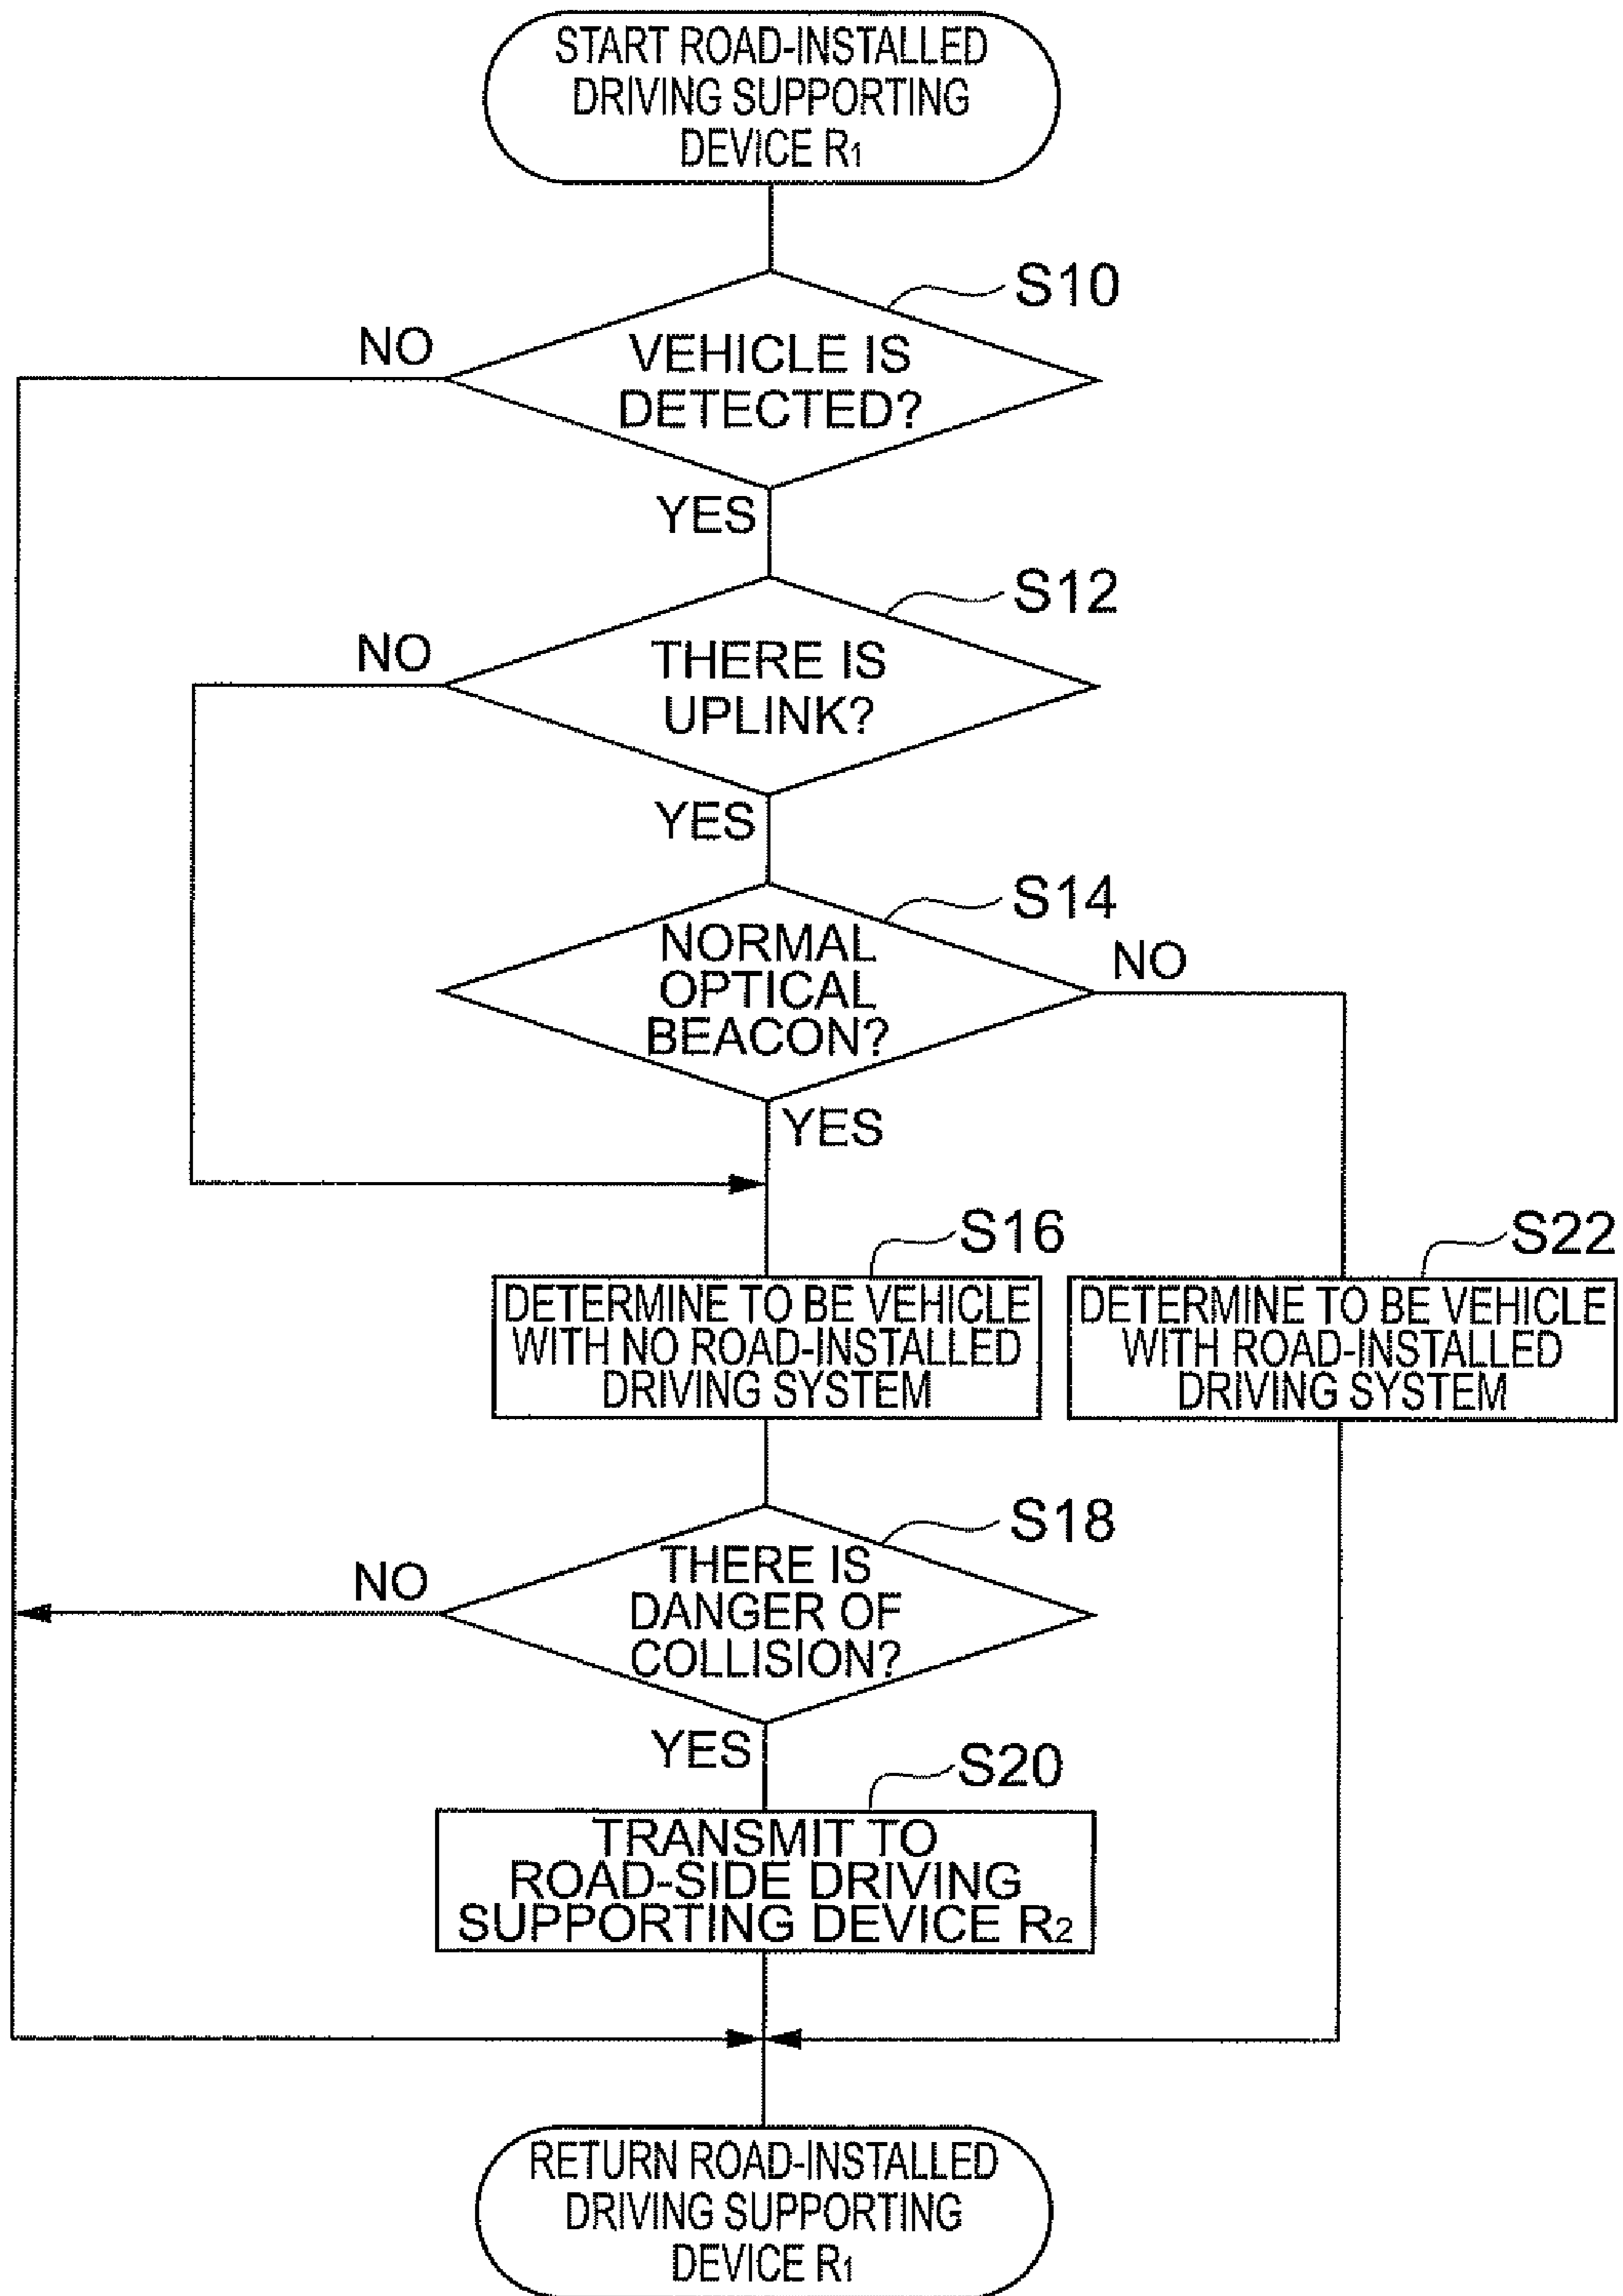 START ROAD-INSTALLED
DRIVING SUPPORTING
DEVICE R1
S10
NO
VEHICLE IS
DETECTED?
YES
S12
NO
THERE IS
UPLINK?
YES
S14
NORMAL
OPTICAL
BEACON?
NO
YES
S16
S22
DETERMINE TO BE VEHICLE
WITH NO ROAD-INSTALLED
DRIVING SYSTEM
DETERMINE TO BE VEHICLE
WITH ROAD-INSTALLED
DRIVING SYSTEM
S18
NO
THERE IS
DANGER OF
COLLISION?
YES
S20
TRANSMIT TO
ROAD-SIDE DRIVING
SUPPORTING DEVICE R2
RETURN ROAD-INSTALLED
DRIVING SUPPORTING
DEVICE R1